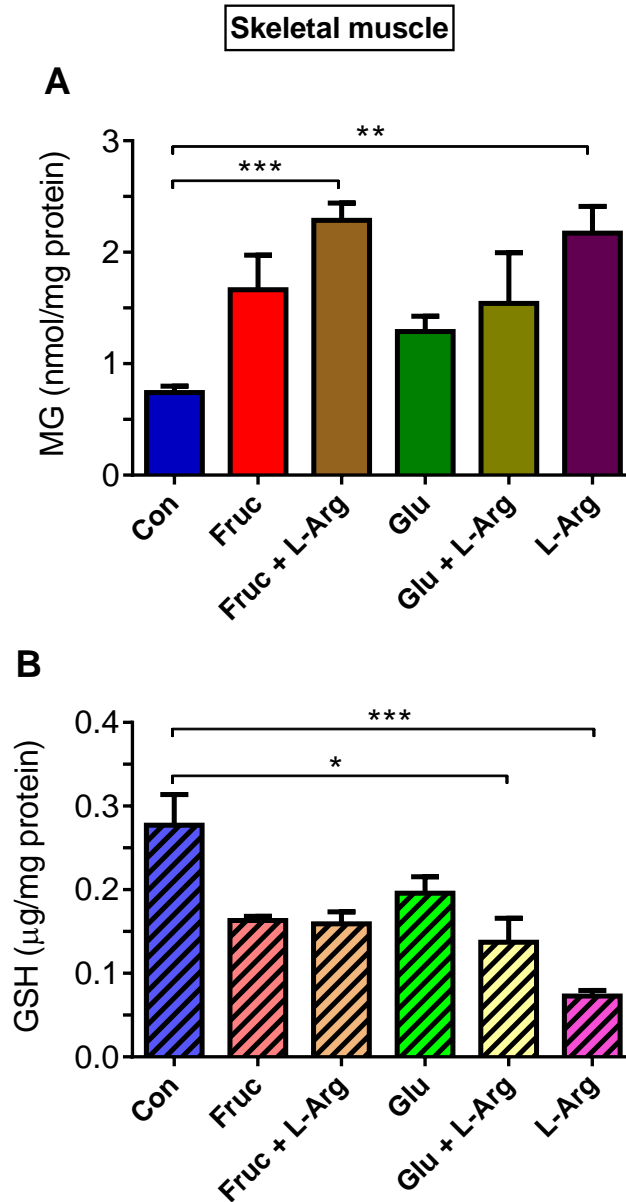 Skeletal muscle
A
MG (nmol/mg protein)
3
2
1
0
**
***
Con
Fruc
Fruc + L-Arg
Glu
Glu + L-Arg
L-Arg
B
GSH (μg/mg protein)
0.4
0.3
0.2
0.1
0.0
***
*
Con
Fruc
Fruc + L-Arg
Glu
Glu + L-Arg
L-Arg